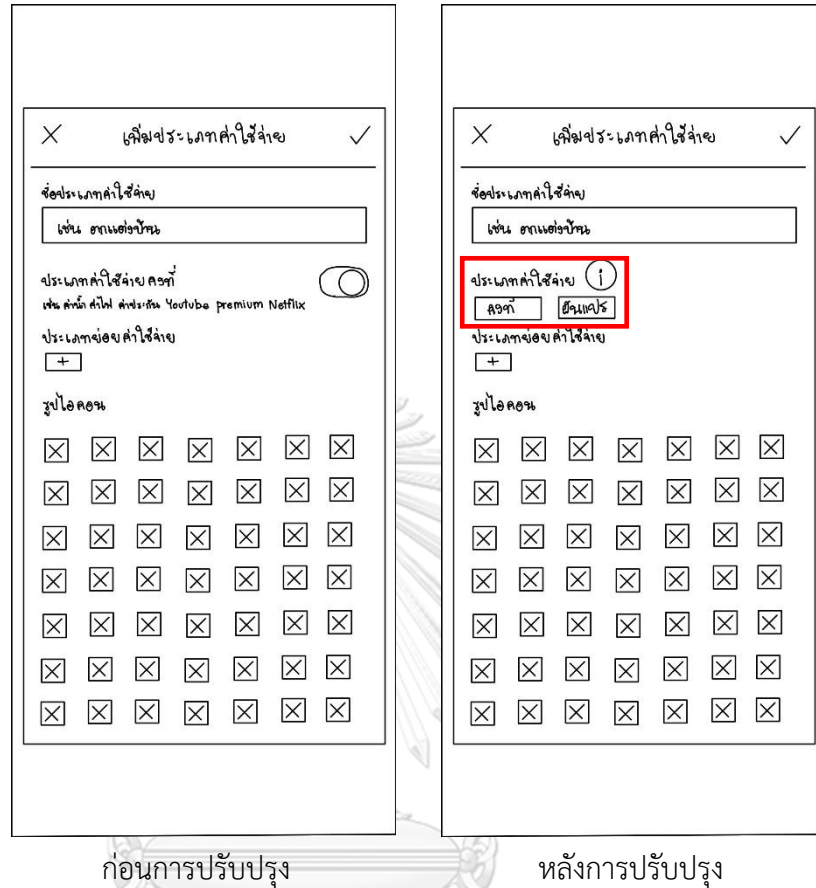 เพิ่มประเภทค่าใช้จ่าย
ชื่อประเภทค่าใช้จ่าย
เช่น ตกแต่งบ้าน
ประเภทค่าใช้จ่าย คงที่
เช่น ค่าน้ำ ค่าไฟ ค่าประกัน Youtube premium Netflix
ประเภทย่อยค่าใช้จ่าย
+
รูปไอคอน
ก่อนการปรับปรุง
เพิ่มประเภทค่าใช้จ่าย
ชื่อประเภทค่าใช้จ่าย
เช่น ตกแต่งบ้าน
ประเภทค่าใช้จ่าย i
คงที่ ผันแปร
ประเภทย่อยค่าใช้จ่าย
+
รูปไอคอน
หลังการปรับปรุง